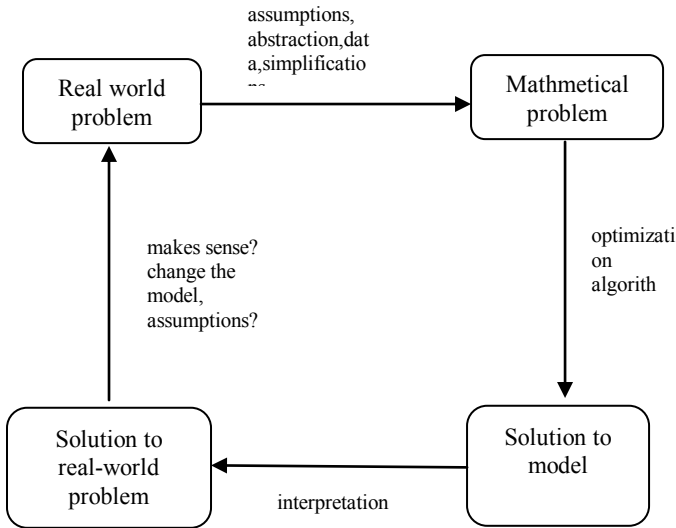 assumptions,
abstraction,dat
a,simplificatio
Real world
problem
Mathmetical
problem
makes sense?
change the
model,
assumptions?
optimizati
on
algorith
Solution to
real-world
problem
Solution to
model
interpretation